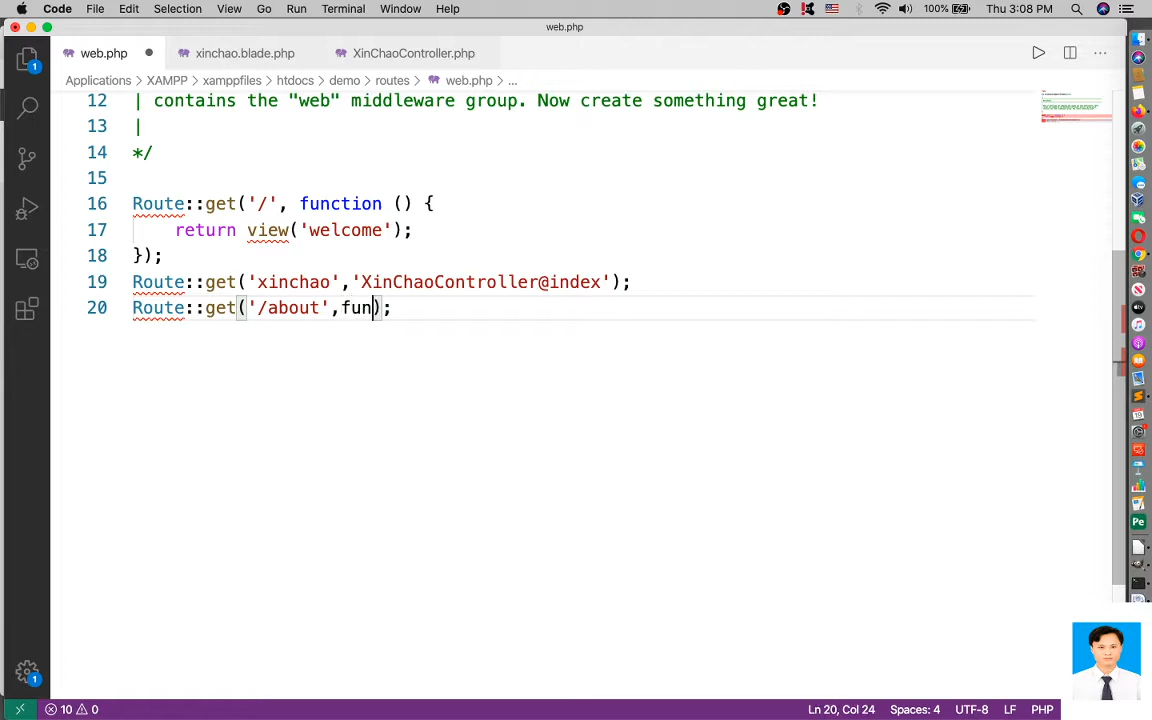 Code File Edit Selection View Go Run Terminal Window Help 100% Thu 3:08 PM
web.php
web.php xinchao.blade.php XinChaoController.php
Applications > XAMPP > xamppfiles > htdocs > demo > routes > web.php > ...
12 | contains the "web" middleware group. Now create something great!
13 |
14 */
15
16 Route::get('/', function () {
17 return view('welcome');
18 });
19 Route::get('xinchao','XinChaoController@index');
20 Route::get('/about',fun);
1
1
10 0 Ln 20, Col 24 Spaces: 4 UTF-8 LF PHP
Pe